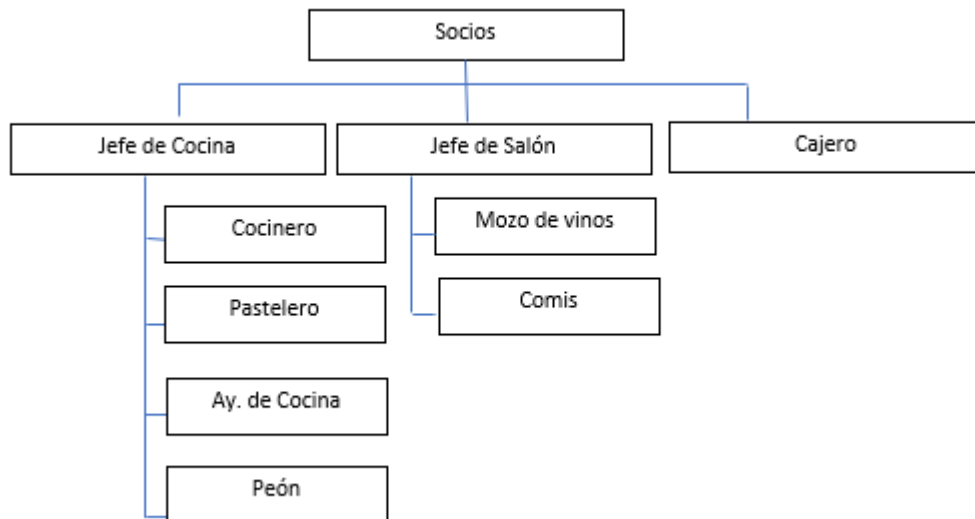 Socios
Jefe de Cocina
Jefe de Salón
Cajero
Cocinero
Mozo de vinos
Pastelero
Comis
Ay. de Cocina
Peón